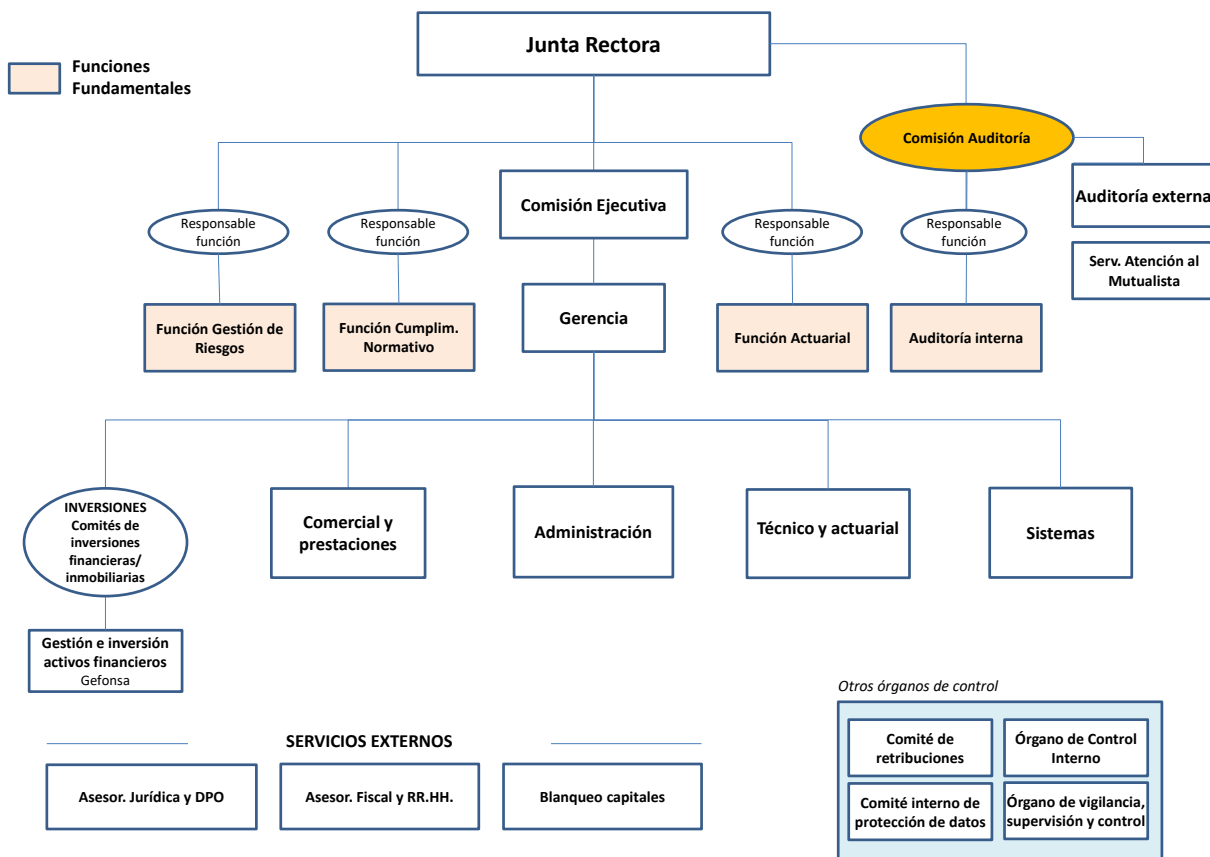 Junta Rectora
Funciones
Fundamentales
Comisión Auditoría
Auditoría externa
Comisión Ejecutiva
Responsable
función
Responsable
función
Responsable
función
Responsable
función
Serv. Atención al
Mutualista
Función Gestión de
Riesgos
Función Cumplim.
Normativo
Gerencia
Función Actuarial
Auditoría interna
INVERSIONES
Comités de
inversiones
financieras/
inmobiliarias
Comercial y
prestaciones
Administración
Técnico y actuarial
Sistemas
Gestión e inversión
activos financieros
Gefonsa
Otros órganos de control
Comité de
retribuciones
Órgano de Control
Interno
Comité interno de
protección de datos
Órgano de vigilancia,
supervisión y control
SERVICIOS EXTERNOS
Asesor. Jurídica y DPO
Asesor. Fiscal y RR.HH.
Blanqueo capitales